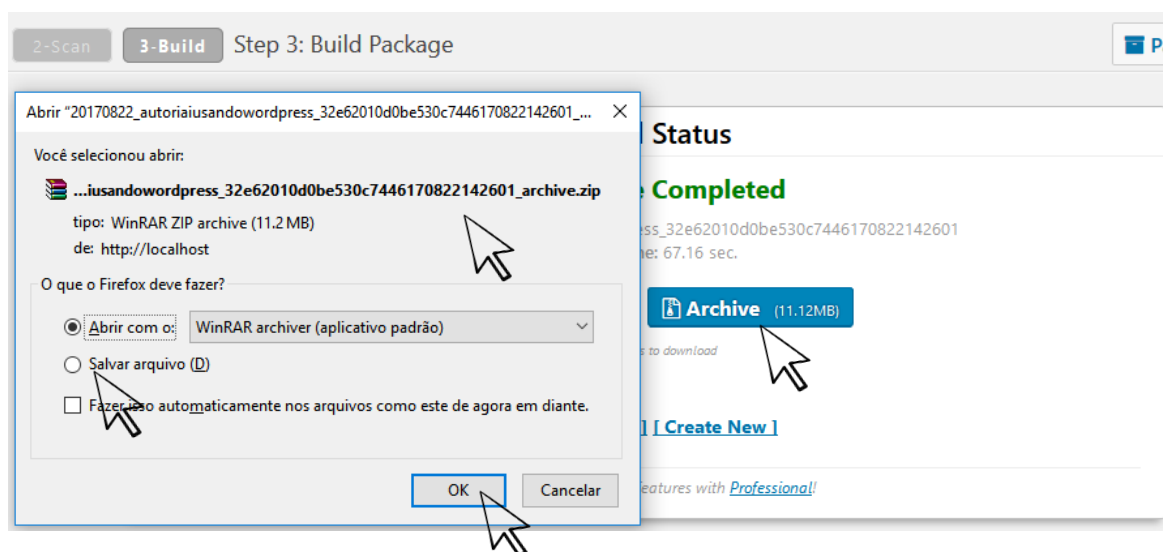 2-Scan 3-Build Step 3: Build Package
Abrir "20170822_autoriaiusandowordpress_32e62010d0be530c7446170822142601_...
Você selecionou abrir:
...iusandowordpress_32e62010d0be530c7446170822142601_archive.zip
tipo: WinRAR ZIP archive (11.2 MB)
de: http://localhost
O que o Firefox deve fazer?
Abrir com o: WinRAR archiver (aplicativo padrão)
Salvar arquivo (D)
Fazer isso automaticamente nos arquivos como este de agora em diante.
OK Cancelar
Status
Completed
ss_32e62010d0be530c7446170822142601
e: 67.16 sec.
Archive (11.12MB)
to download
] [ Create New ]
eatures with Professional!